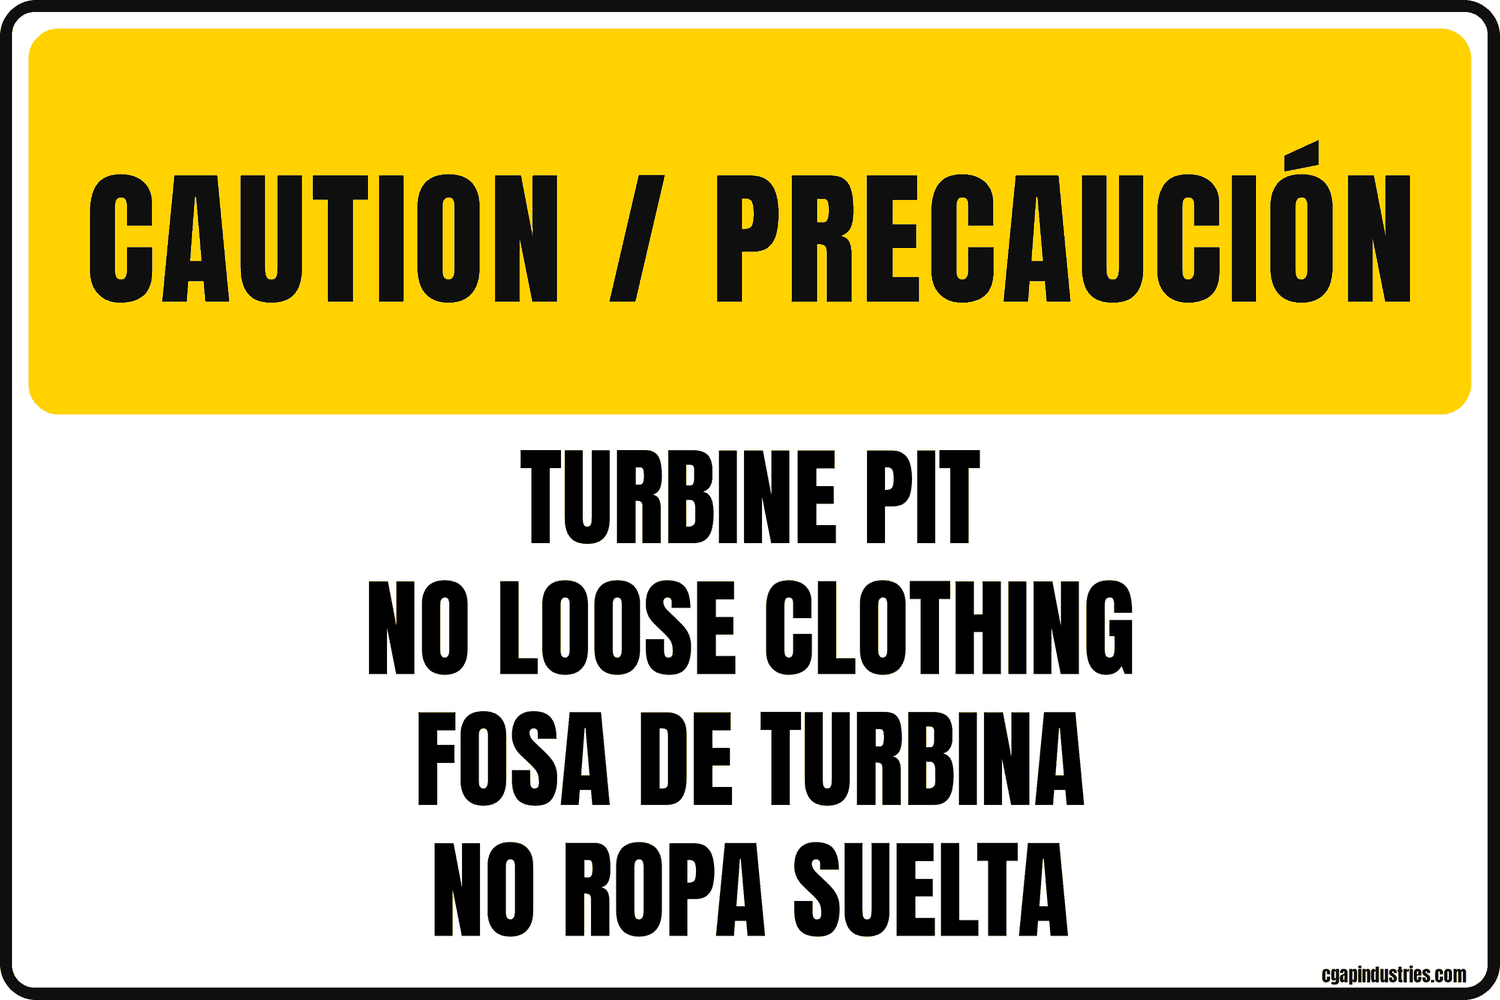 CAUTION / PRECAUCIÓN
TURBINE PIT
NO LOOSE CLOTHING
FOSA DE TURBINA
NO ROPA SUELTA
cgapindustries.com